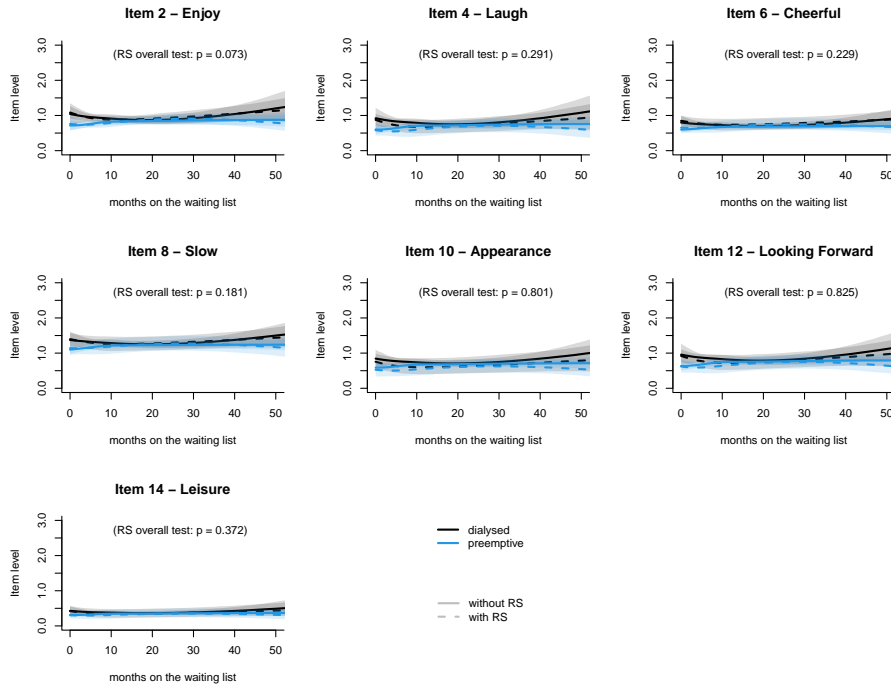 Item 2 – Enjoy
(RS overall test: p = 0.073)
Item level
0.0 1.0 2.0 3.0
0 10 20 30 40 50
months on the waiting list
Item 4 – Laugh
(RS overall test: p = 0.291)
Item level
0.0 1.0 2.0 3.0
0 10 20 30 40 50
months on the waiting list
Item 6 – Cheerful
(RS overall test: p = 0.229)
Item level
0.0 1.0 2.0 3.0
0 10 20 30 40 50
months on the waiting list
Item 8 – Slow
(RS overall test: p = 0.181)
Item level
0.0 1.0 2.0 3.0
0 10 20 30 40 50
months on the waiting list
Item 10 – Appearance
(RS overall test: p = 0.801)
Item level
0.0 1.0 2.0 3.0
0 10 20 30 40 50
months on the waiting list
Item 12 – Looking Forward
(RS overall test: p = 0.825)
Item level
0.0 1.0 2.0 3.0
0 10 20 30 40 50
months on the waiting list
Item 14 – Leisure
(RS overall test: p = 0.372)
Item level
0.0 1.0 2.0 3.0
0 10 20 30 40 50
months on the waiting list
dialysed
preemptive
without RS
with RS